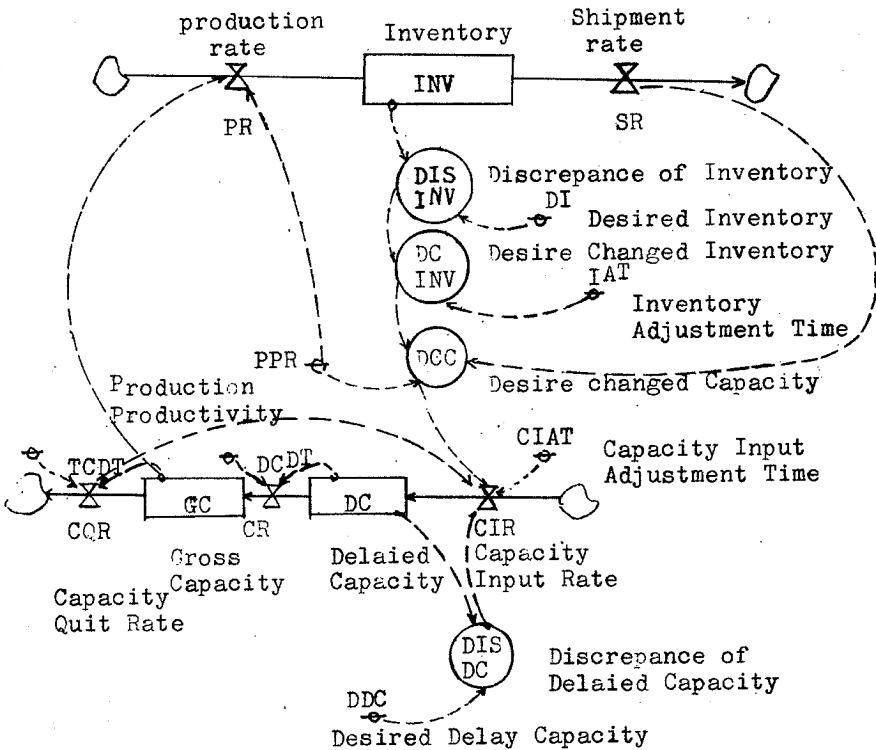 production
rate
Inventory
Shipment
rate
INV
PR
SR
DIS
INV
Discrepance of Inventory
DI
Desired Inventory
DC
INV
Desire Changed Inventory
IAT
Inventory
Adjustment Time
PPR
DCC
Desire changed Capacity
Production
Productivity
CIAT
Capacity Input
Adjustment Time
TCDT
DCDT
GC
DC
CQR
CR
CIR
Gross
Capacity
Delaied
Capacity
Capacity
Input Rate
Capacity
Quit Rate
DIS
DC
Discrepance of
Delaied Capacity
DDC
Desired Delay Capacity